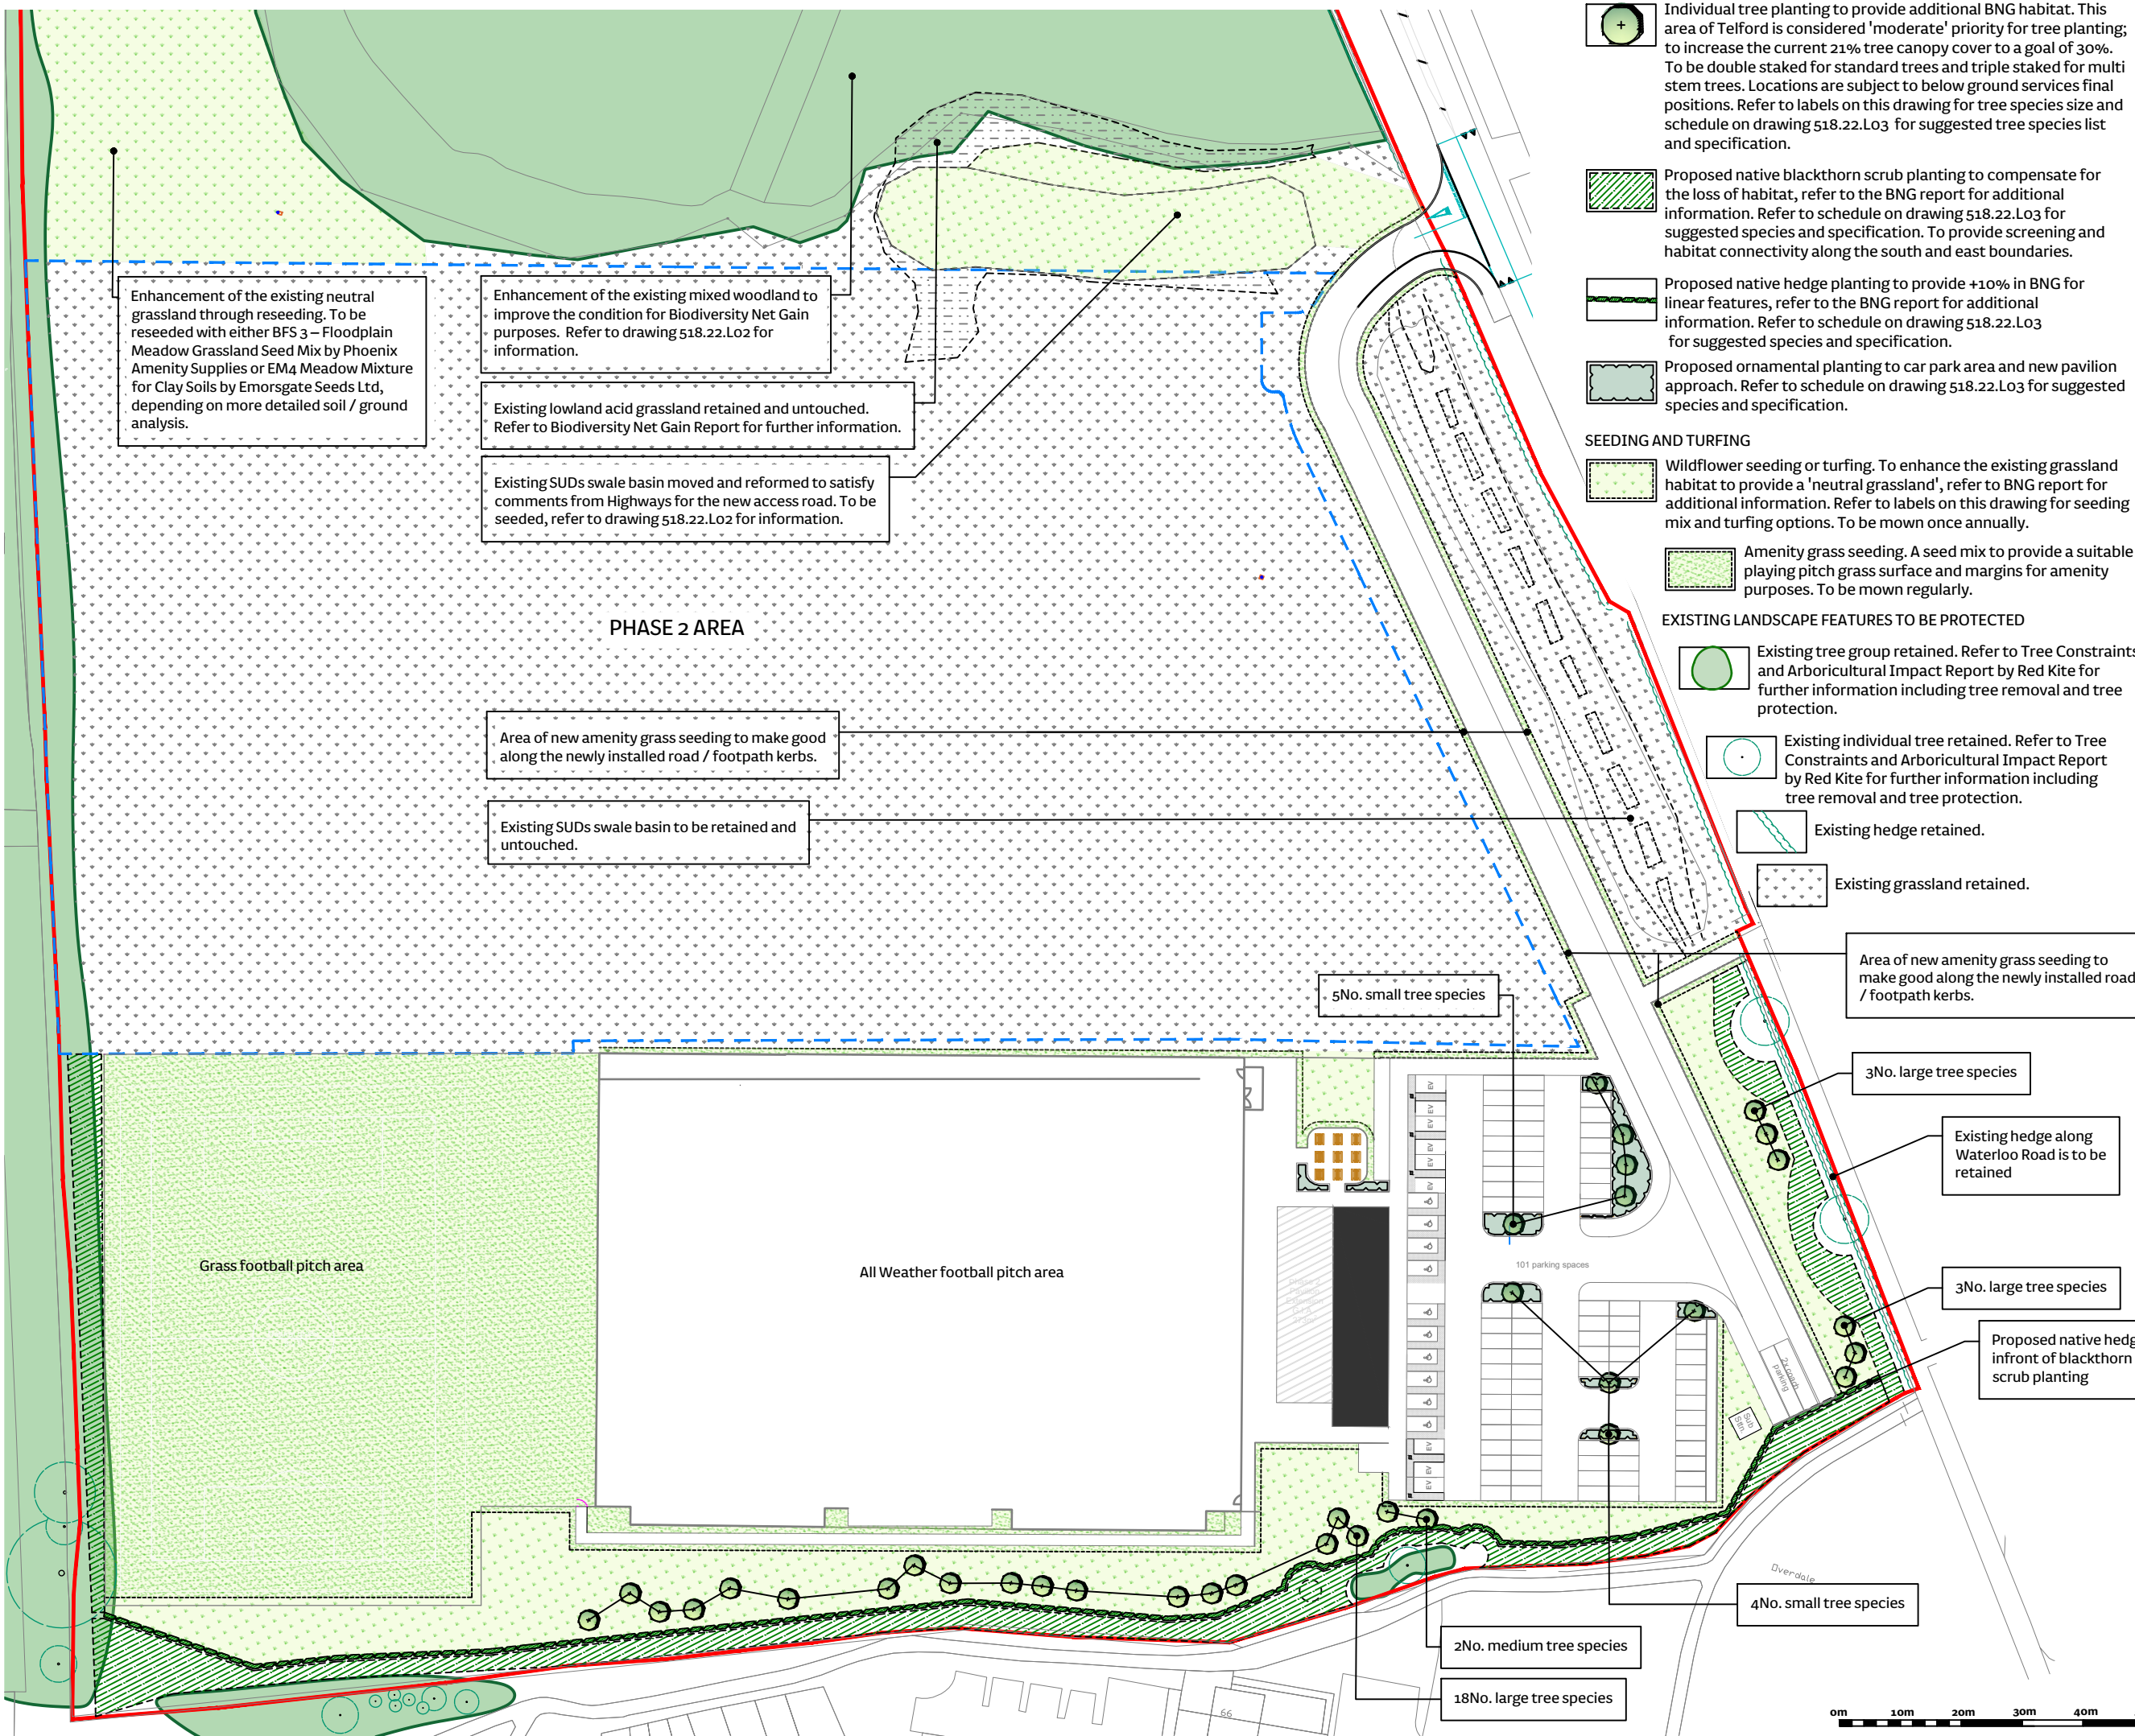 Individual tree planting to provide additional BNG habitat. This
area of Telford is considered 'moderate' priority for tree planting;
to increase the current 21% tree canopy cover to a goal of 30%.
To be double staked for standard trees and triple staked for multi
stem trees. Locations are subject to below ground services final
positions. Refer to labels on this drawing for tree species size and
schedule on drawing 518.22.L03 for suggested tree species list
and specification.
Proposed native blackthorn scrub planting to compensate for
the loss of habitat, refer to the BNG report for additional
information. Refer to schedule on drawing 518.22.L03 for
suggested species and specification. To provide screening and
habitat connectivity along the south and east boundaries.
Proposed native hedge planting to provide +10% in BNG for
linear features, refer to the BNG report for additional
information. Refer to schedule on drawing 518.22.L03
for suggested species and specification.
Proposed ornamental planting to car park area and new pavilion
approach. Refer to schedule on drawing 518.22.L03 for suggested
species and specification.
SEEDING AND TURFING
Wildflower seeding or turfing. To enhance the existing grassland
habitat to provide a 'neutral grassland', refer to BNG report for
additional information. Refer to labels on this drawing for seeding
mix and turfing options. To be mown once annually.
Amenity grass seeding. A seed mix to provide a suitable
playing pitch grass surface and margins for amenity
purposes. To be mown regularly.
EXISTING LANDSCAPE FEATURES TO BE PROTECTED
Existing tree group retained. Refer to Tree Constraints
and Arboricultural Impact Report by Red Kite for
further information including tree removal and tree
protection.
Existing individual tree retained. Refer to Tree
Constraints and Arboricultural Impact Report
by Red Kite for further information including
tree removal and tree protection.
Existing hedge retained.
Existing grassland retained.
Enhancement of the existing neutral
grassland through reseeding. To be
reseeded with either BFS 3 – Floodplain
Meadow Grassland Seed Mix by Phoenix
Amenity Supplies or EM4 Meadow Mixture
for Clay Soils by Emorsgate Seeds Ltd,
depending on more detailed soil / ground
analysis.
Enhancement of the existing mixed woodland to
improve the condition for Biodiversity Net Gain
purposes. Refer to drawing 518.22.L02 for
information.
Existing lowland acid grassland retained and untouched.
Refer to Biodiversity Net Gain Report for further information.
Existing SUDs swale basin moved and reformed to satisfy
comments from Highways for the new access road. To be
seeded, refer to drawing 518.22.L02 for information.
PHASE 2 AREA
Area of new amenity grass seeding to make good
along the newly installed road / footpath kerbs.
Existing SUDs swale basin to be retained and
untouched.
Area of new amenity grass seeding to
make good along the newly installed road
/ footpath kerbs.
5No. small tree species
3No. large tree species
Existing hedge along
Waterloo Road is to be
retained
3No. large tree species
Proposed native hedg
infront of blackthorn
scrub planting
Grass football pitch area
All Weather football pitch area
EV
EV
EV
EV
EV
EV
101 parking spaces
2x coach
parking
Sub
Sttn.
EV
EV
EV
Overdale
4No. small tree species
2No. medium tree species
18No. large tree species
66
0m 10m 20m 30m 40m